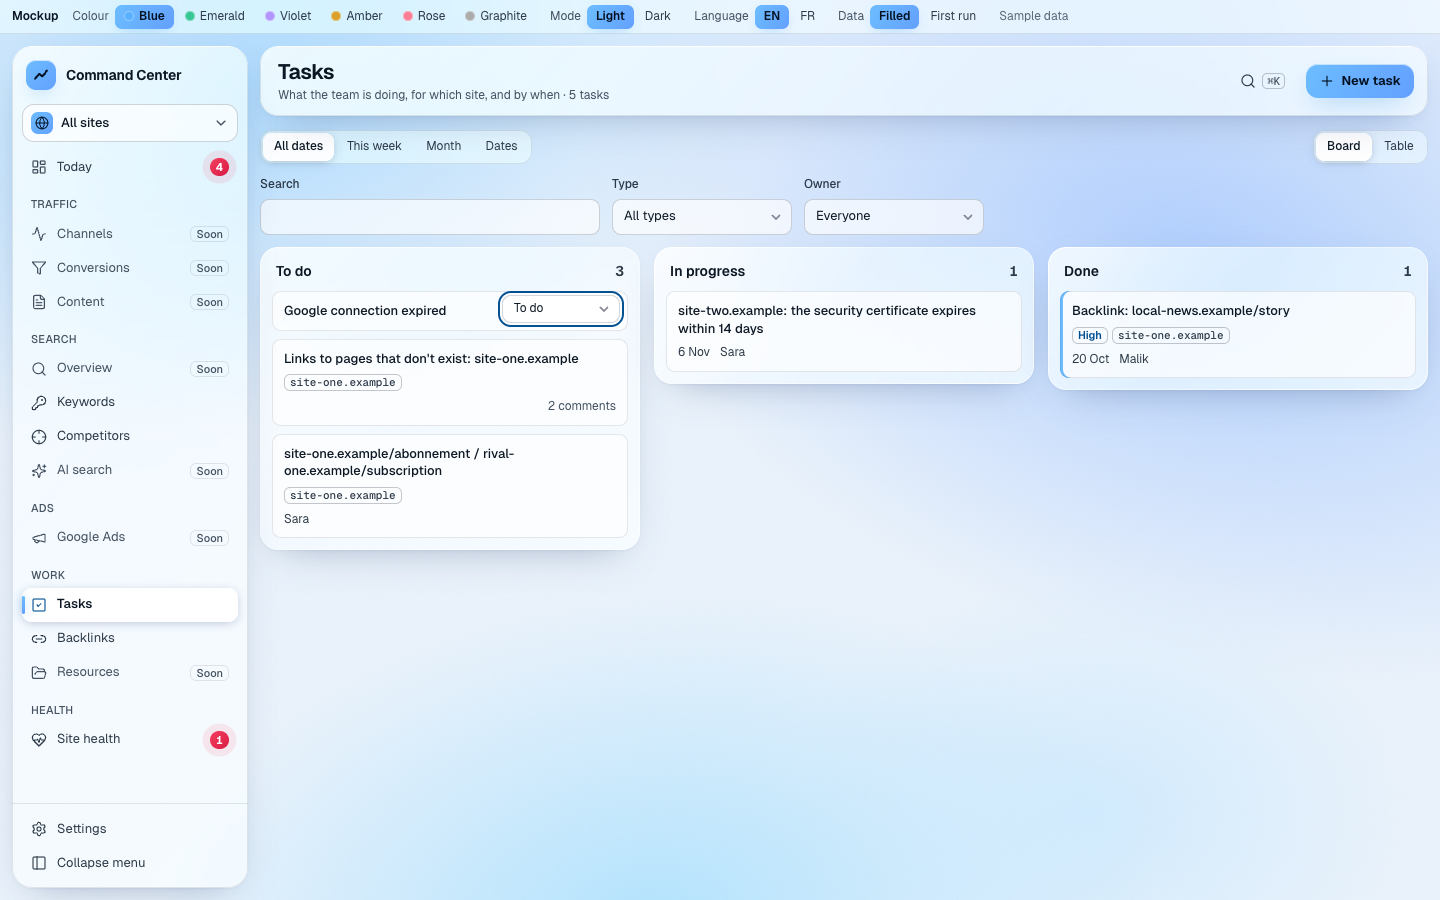 Mockup Colour Blue Emerald Violet Amber Rose Graphite Mode Light Dark Language EN FR Data Filled First run Sample data
Command Center
All sites
Today 4
TRAFFIC
Channels Soon
Conversions Soon
Content Soon
SEARCH
Overview Soon
Keywords
Competitors
AI search Soon
ADS
Google Ads Soon
WORK
Tasks
Backlinks
Resources Soon
HEALTH
Site health 1
Settings
Collapse menu
Tasks
What the team is doing, for which site, and by when · 5 tasks
⌘K
New task
All dates This week Month Dates
Board Table
Search Type Owner
All types Everyone
To do 3
Google connection expired To do
Links to pages that don't exist: site-one.example
site-one.example
2 comments
site-one.example/abonnement / rival-
one.example/subscription
site-one.example
Sara
In progress 1
site-two.example: the security certificate expires
within 14 days
6 Nov Sara
Done 1
Backlink: local-news.example/story
High site-one.example
20 Oct Malik